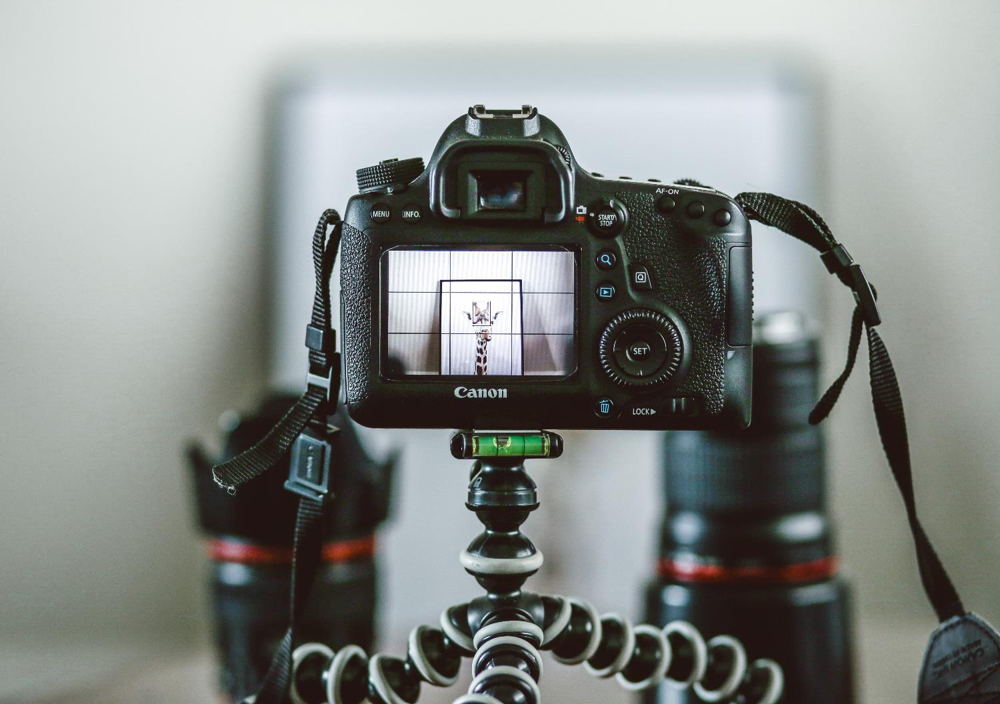 AF-ON
MENU
INFO.
START/
STOP
Q
SET
Canon
LOCK